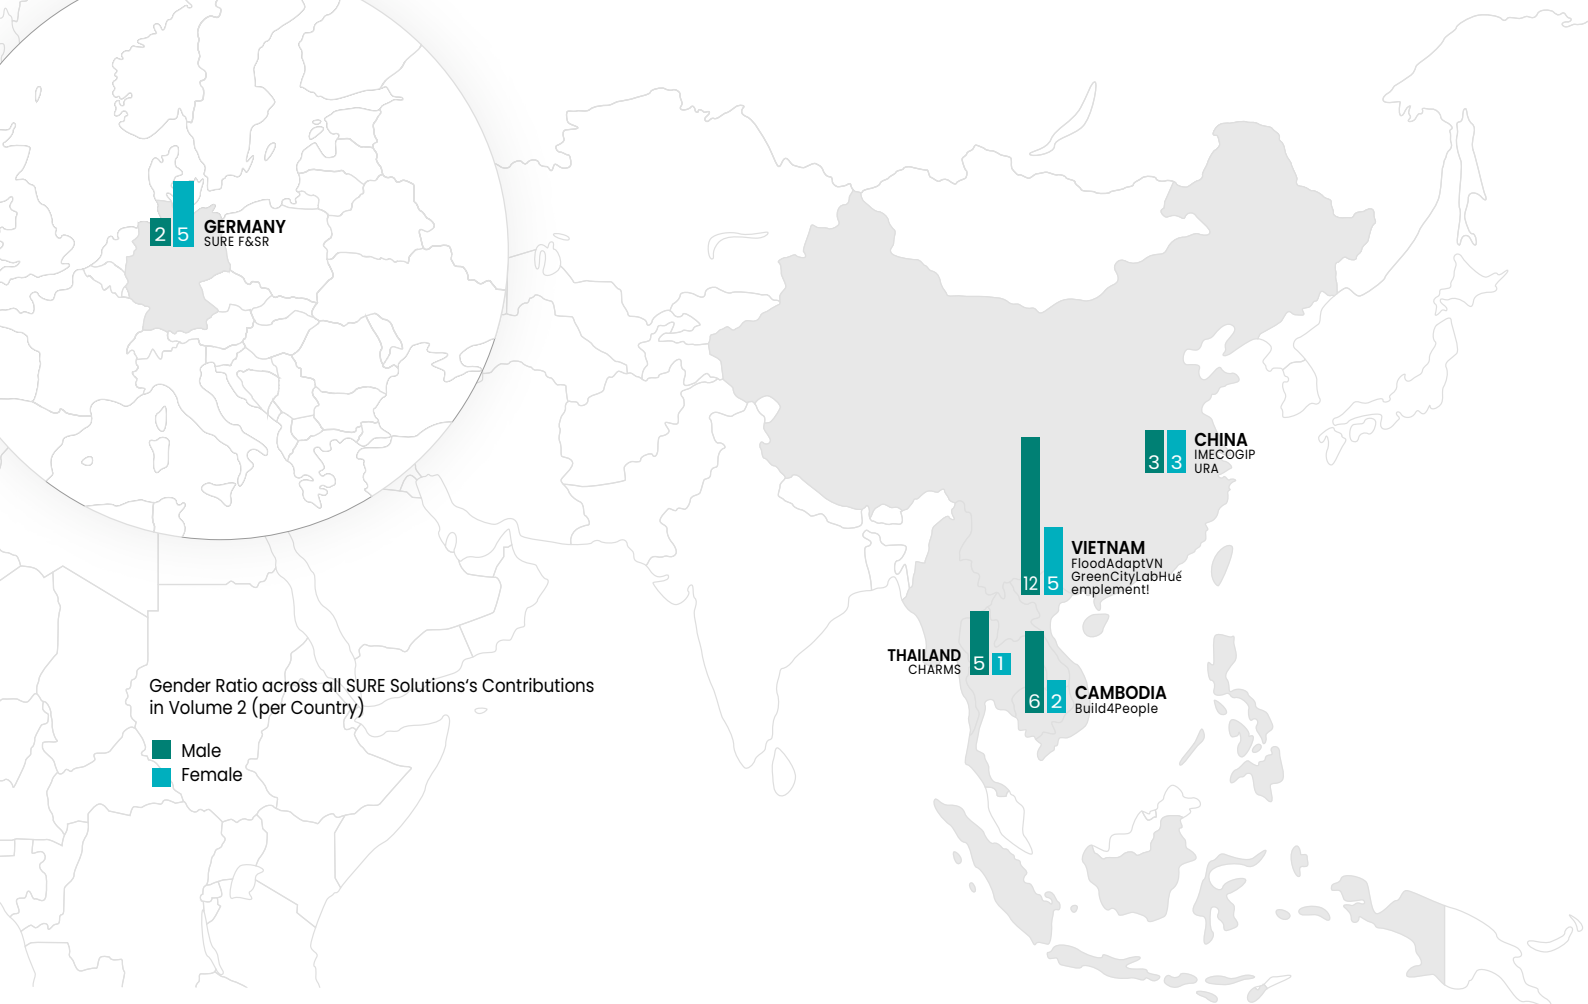 2 5
GERMANY
SURE F&SR
3 3
CHINA
IMECOGIP
URA
12 5
VIETNAM
FloodAdaptVN
GreenCityLabHuế
emplement!
THAILAND
CHARMS
5 1
6 2
CAMBODIA
Build4People
Gender Ratio across all SURE Solutions‘s Contributions
in Volume 2 (per Country)
Male
Female